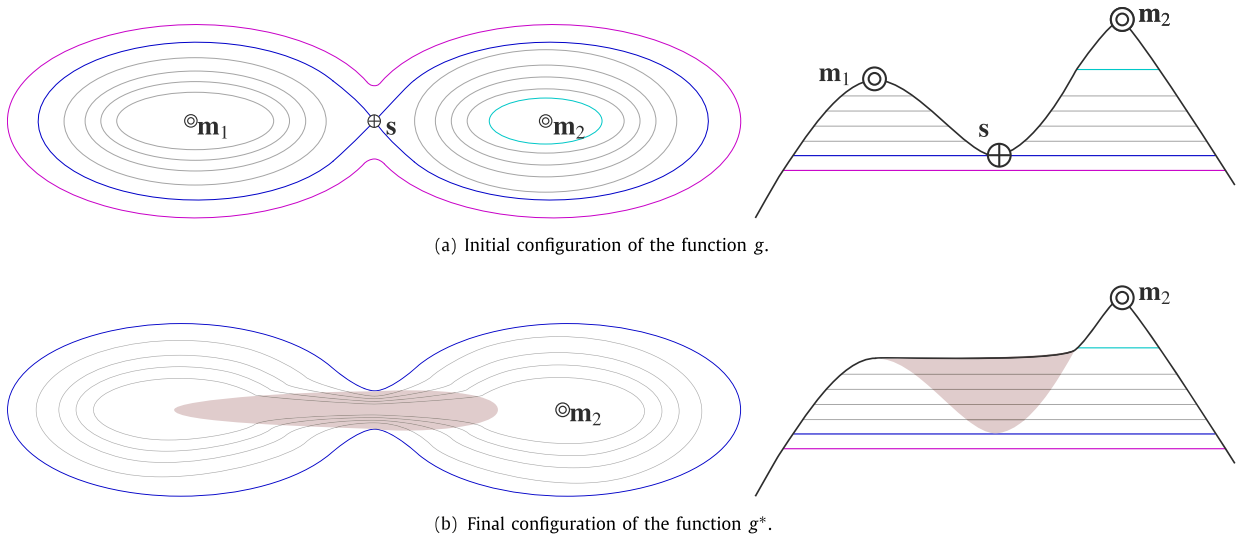 m1 s m2
m1 s m2
(a) Initial configuration of the function g.
m2 m2
(b) Final configuration of the function g*.